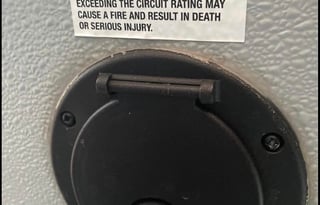 EXCEEDING THE CIRCUIT RATING MAY
CAUSE A FIRE AND RESULT IN DEATH
OR SERIOUS INJURY.